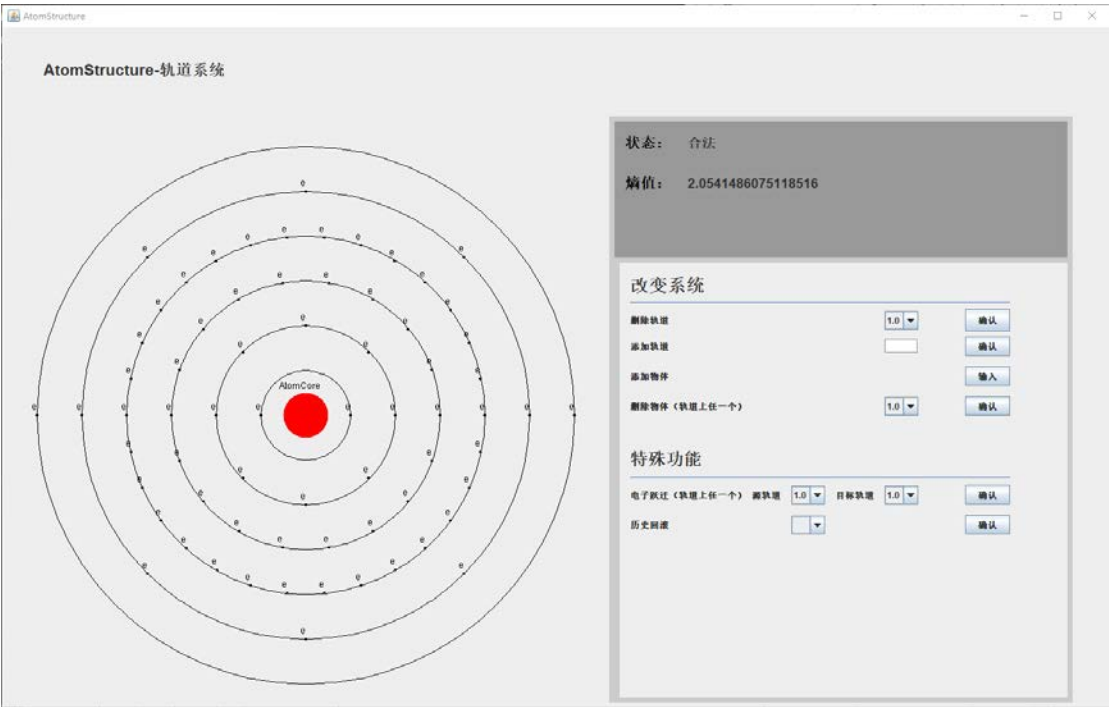 AtomStructure
AtomStructure-轨道系统
状态： 合法
熵值： 2.0541486075118516
改变系统
删除轨道 1.0 确认
添加轨道 确认
添加物体 输入
删除物体（轨道上任一个） 1.0 确认
特殊功能
电子跃迁（轨道上任一个） 源轨道 1.0 目标轨道 1.0 确认
历史回滚 确认
e
e e e e
e e
e e
e e e e
e e
e e
e e
e e
AtomCore
e e e e e e e e e e
e e
e e
e e
e
e e
e e
e e
e e e e
e